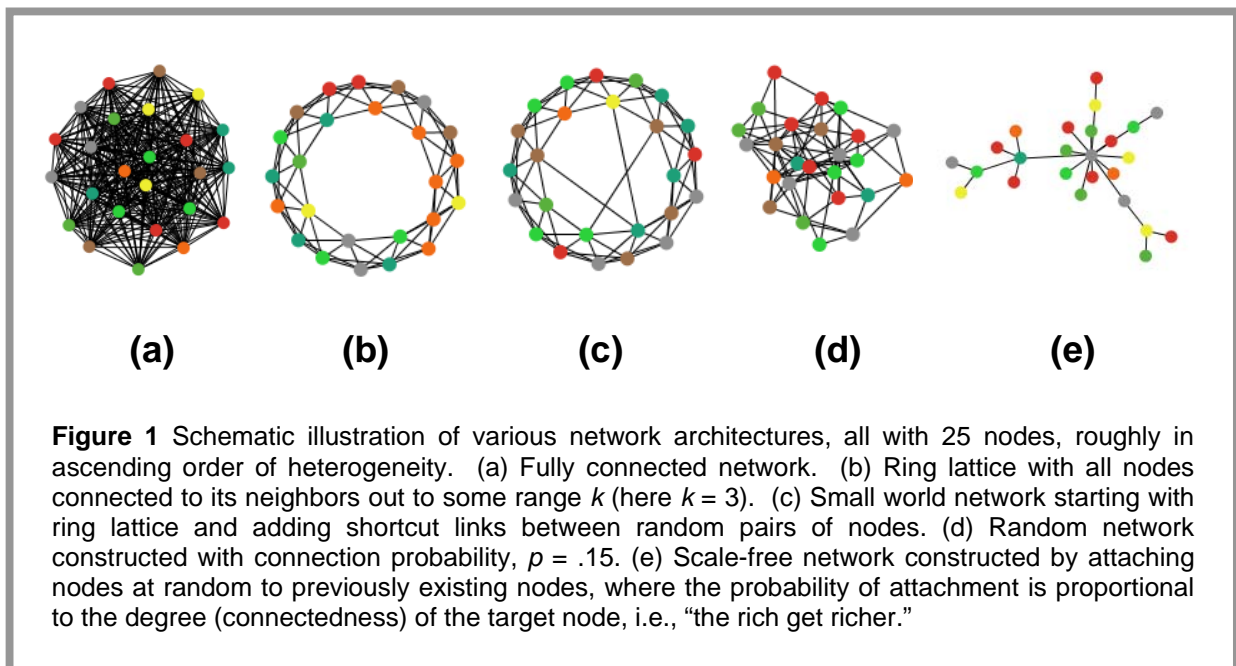 (a) (b) (c) (d) (e)
Figure 1 Schematic illustration of various network architectures, all with 25 nodes, roughly in
ascending order of heterogeneity. (a) Fully connected network. (b) Ring lattice with all nodes
connected to its neighbors out to some range k (here k = 3). (c) Small world network starting with
ring lattice and adding shortcut links between random pairs of nodes. (d) Random network
constructed with connection probability, p = .15. (e) Scale-free network constructed by attaching
nodes at random to previously existing nodes, where the probability of attachment is proportional
to the degree (connectedness) of the target node, i.e., “the rich get richer.”